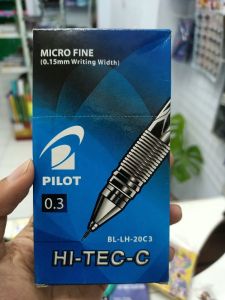 MICRO FINE
(0.15mm Writing Width)
PILOT
0.3
BL-LH-20C3
HI-TEC-C